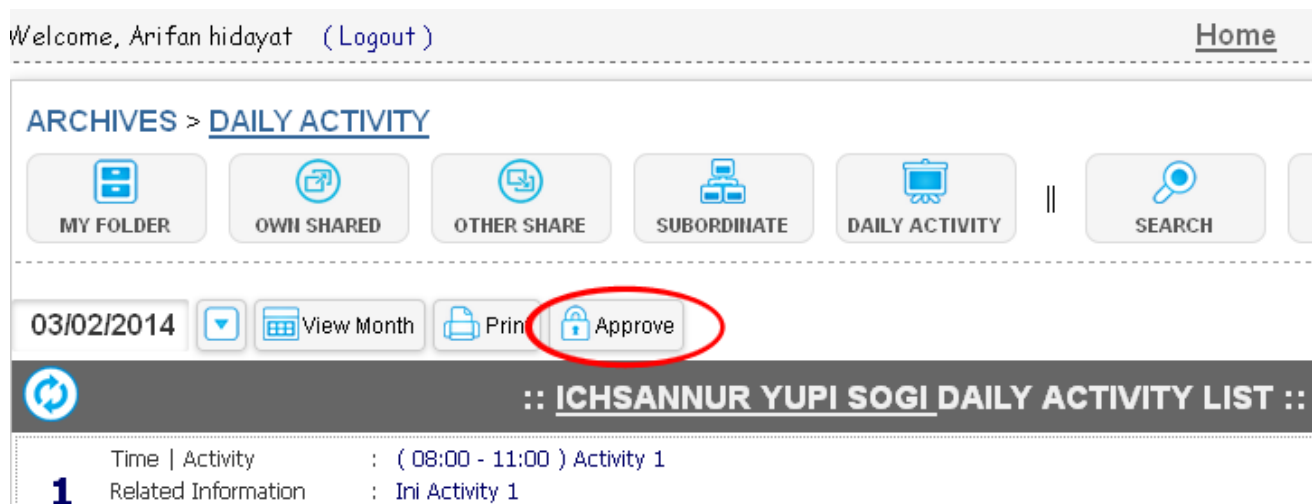 Welcome, Arifan hidayat ( Logout ) Home
ARCHIVES > DAILY ACTIVITY
MY FOLDER OWN SHARED OTHER SHARE SUBORDINATE DAILY ACTIVITY || SEARCH
03/02/2014 View Month Print Approve
:: ICHSANNUR YUPI SOGI DAILY ACTIVITY LIST ::
Time | Activity : ( 08:00 - 11:00 ) Activity 1
1 Related Information : Ini Activity 1